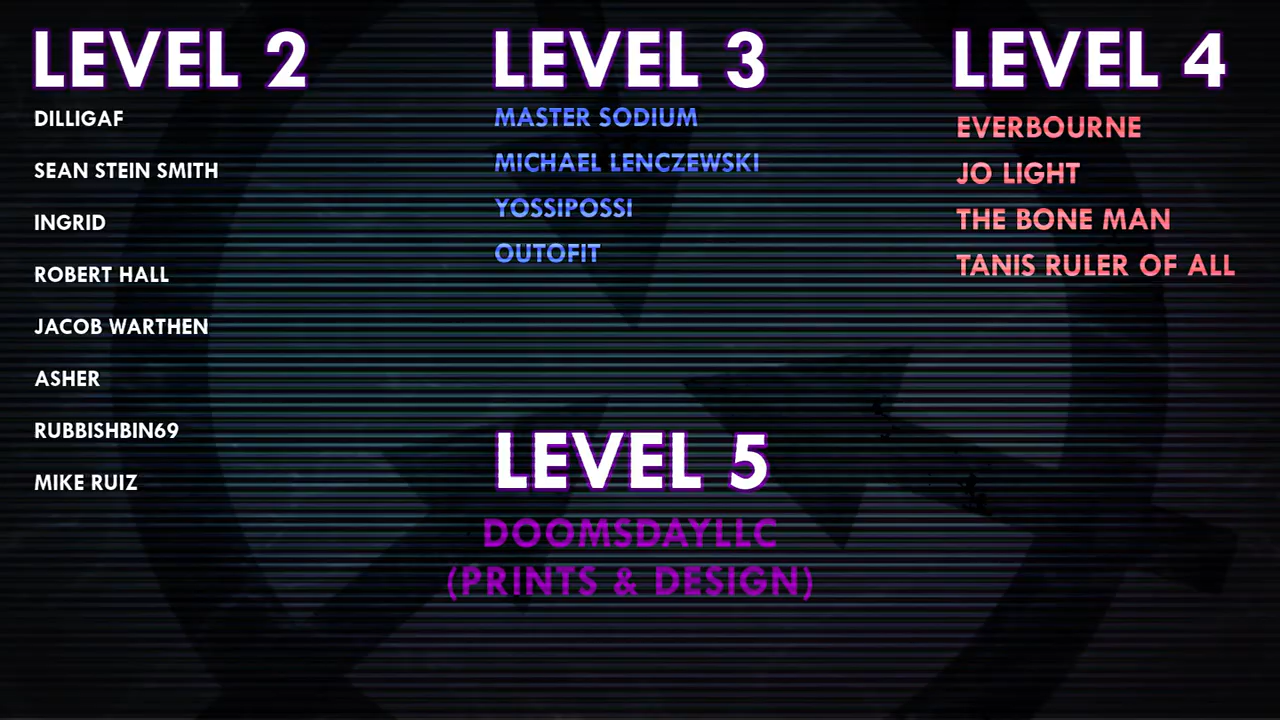 LEVEL 2
DILLIGAF
SEAN STEIN SMITH
INGRID
ROBERT HALL
JACOB WARTHEN
ASHER
RUBBISHBIN69
MIKE RUIZ
LEVEL 3
MASTER SODIUM
MICHAEL LENCZEWSKI
YOSSIPOSSI
OUTOFIT
LEVEL 4
EVERBOURNE
JO LIGHT
THE BONE MAN
TANIS RULER OF ALL
LEVEL 5
DOOMSDAYLLC
(PRINTS & DESIGN)